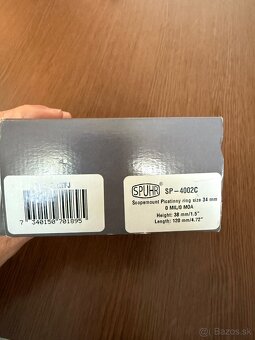 SPUHR SP-4002C
Scopemount Picatinny ring size 34 mm
0 MIL/0 MOA
Height: 38 mm/1.5"
Length: 120 mm/4.72"
7 340150 701895
Bazos.sk